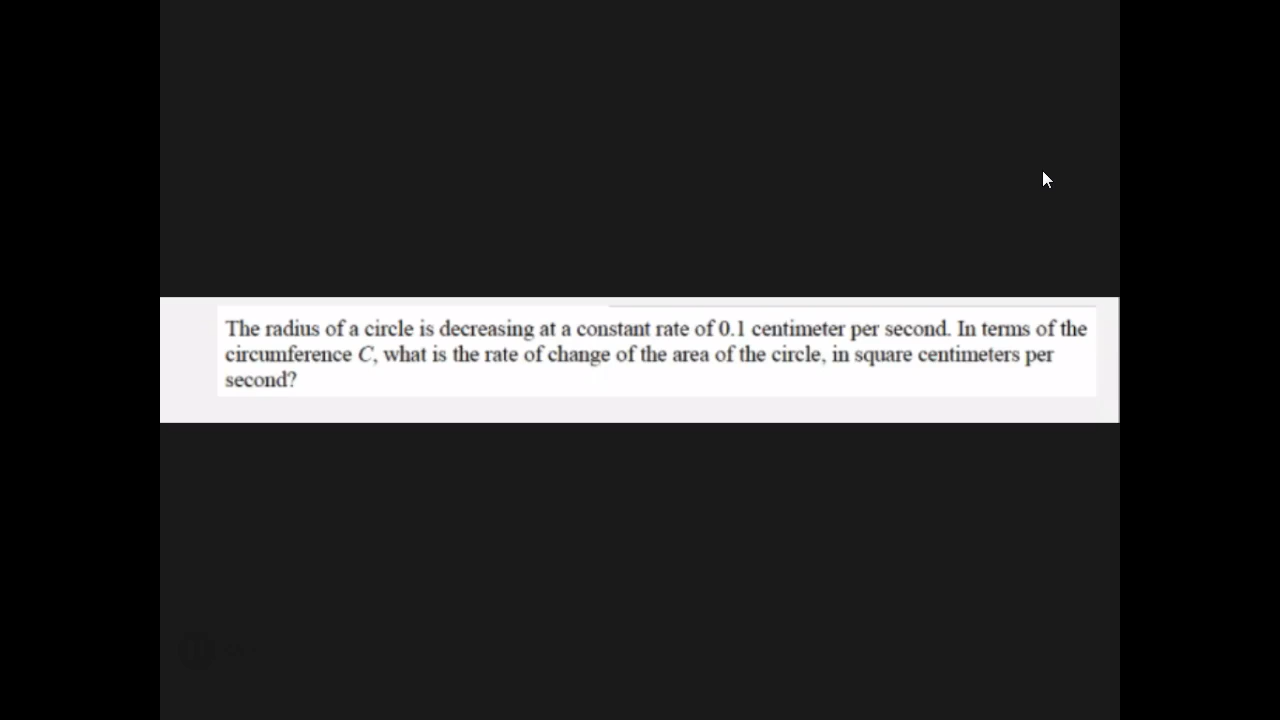 The radius of a circle is decreasing at a constant rate of 0.1 centimeter per second. In terms of the
circumference C, what is the rate of change of the area of the circle, in square centimeters per
second?